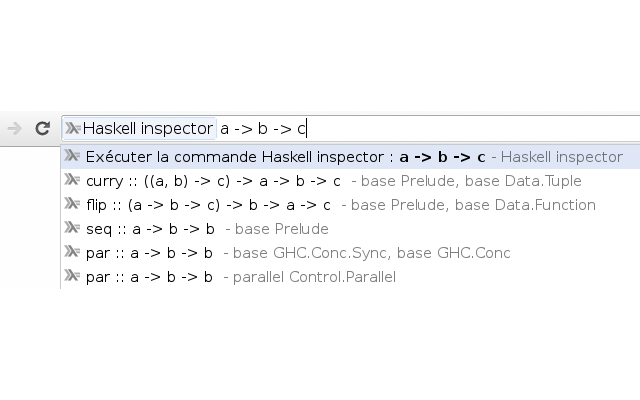 Haskell inspector a -> b -> c
Exécuter la commande Haskell inspector : a -> b -> c - Haskell inspector
curry :: ((a, b) -> c) -> a -> b -> c - base Prelude, base Data.Tuple
flip :: (a -> b -> c) -> b -> a -> c - base Prelude, base Data.Function
seq :: a -> b -> b - base Prelude
par :: a -> b -> b - base GHC.Conc.Sync, base GHC.Conc
par :: a -> b -> b - parallel Control.Parallel